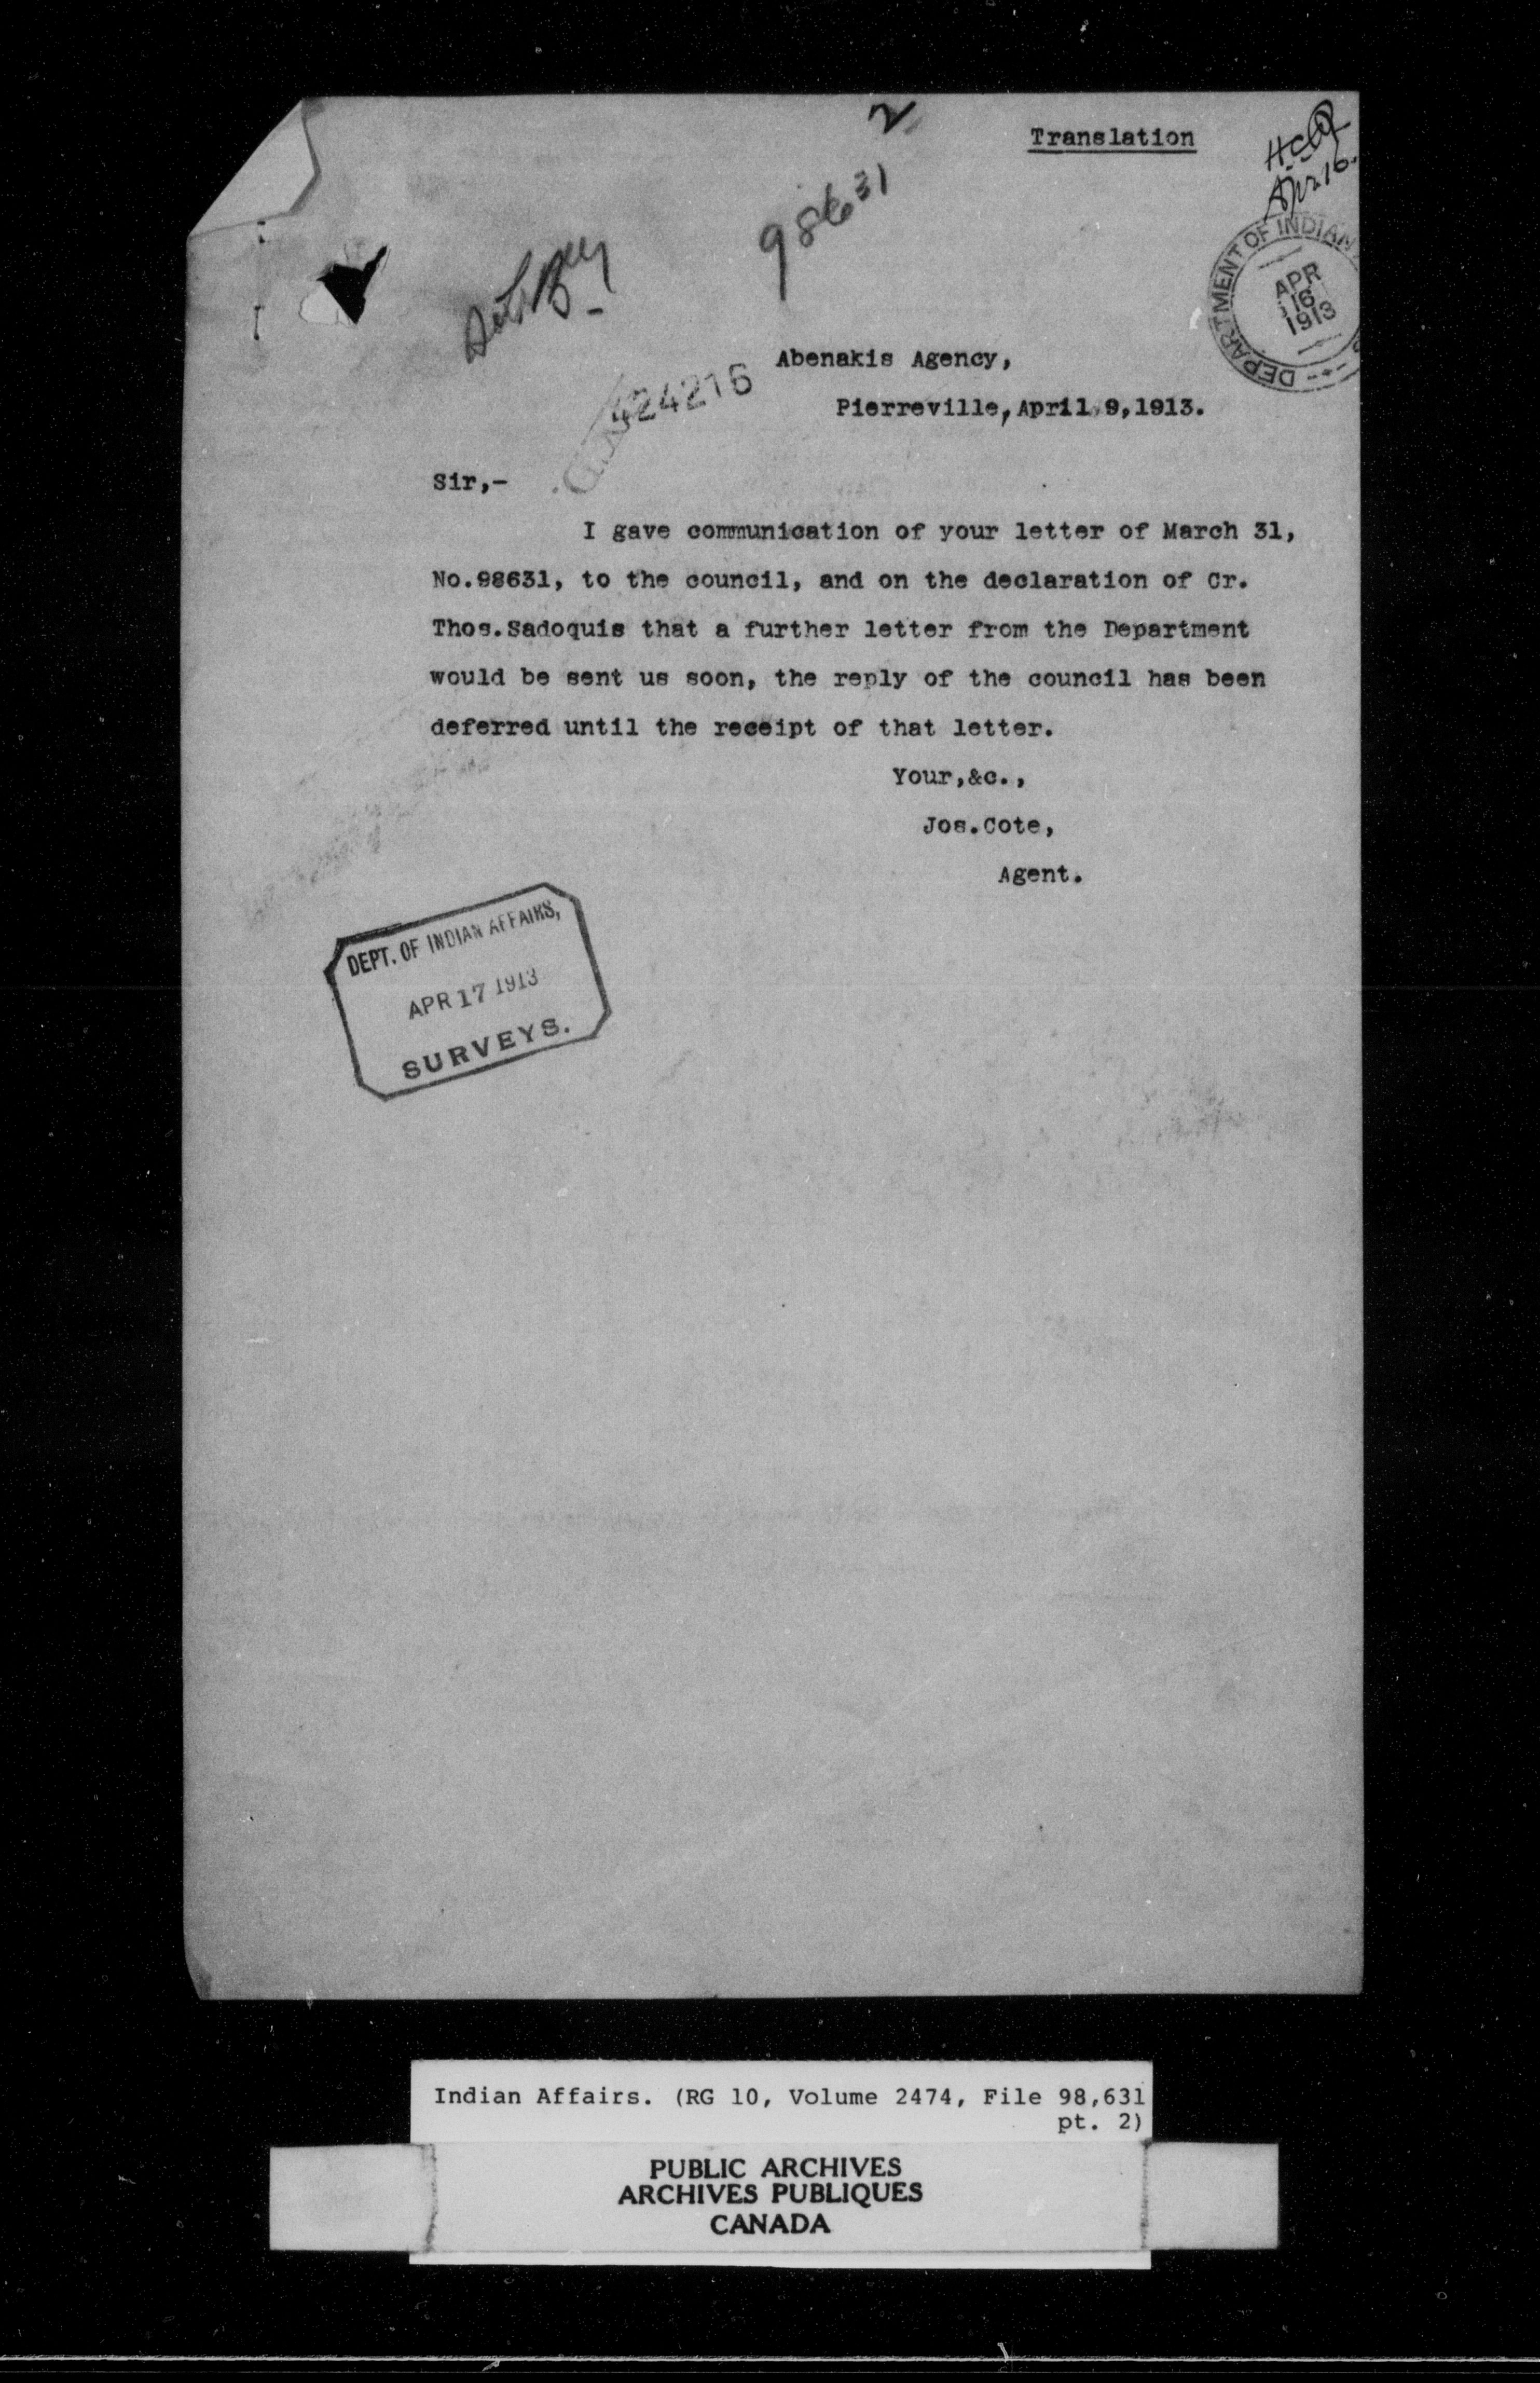 2
Translation
Apr 16.
98631
DEPARTMENT OF INDIAN
APR
16
1913
424216
Abenakis Agency,
Pierreville, April 9, 1913.
Sir,-
I gave communication of your letter of March 31,
No.98631, to the council, and on the declaration of Cr.
Thos.Sadoquis that a further letter from the Department
would be sent us soon, the reply of the council has been
deferred until the receipt of that letter.
Your,&c.,
Jos.Cote,
Agent.
DEPT. OF INDIAN AFFAIRS,
APR 17 1913
SURVEYS.
Indian Affairs. (RG 10, Volume 2474, File 98,631
pt. 2)
PUBLIC ARCHIVES
ARCHIVES PUBLIQUES
CANADA